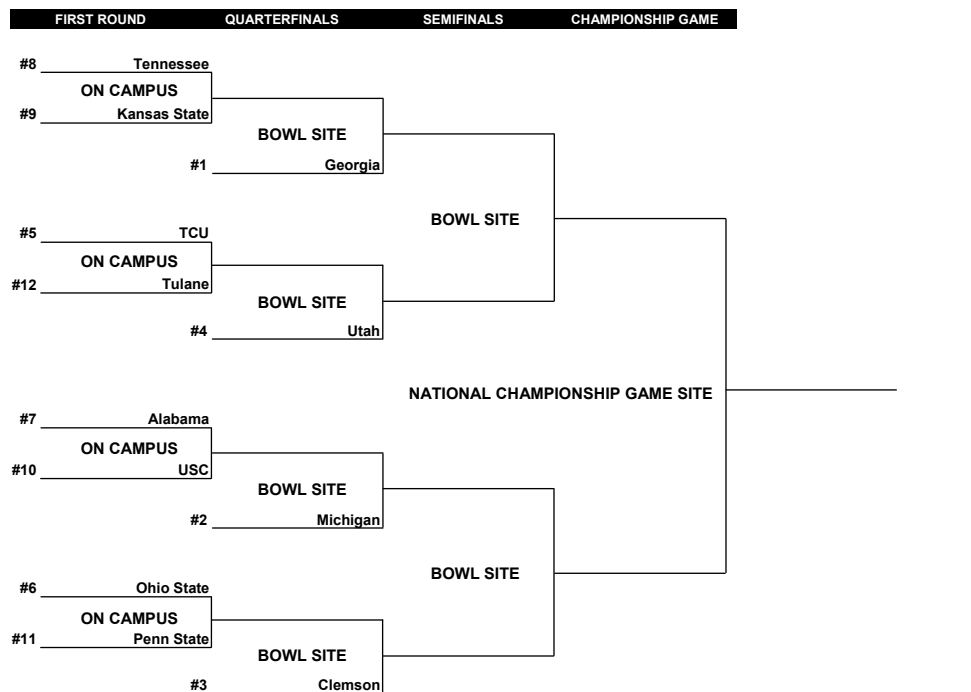 FIRST ROUND QUARTERFINALS SEMIFINALS CHAMPIONSHIP GAME
#8 Tennessee
ON CAMPUS
#9 Kansas State
BOWL SITE
#1 Georgia
BOWL SITE
#5 TCU
ON CAMPUS
#12 Tulane
BOWL SITE
#4 Utah
NATIONAL CHAMPIONSHIP GAME SITE
#7 Alabama
ON CAMPUS
#10 USC
BOWL SITE
#2 Michigan
BOWL SITE
#6 Ohio State
ON CAMPUS
#11 Penn State
BOWL SITE
#3 Clemson